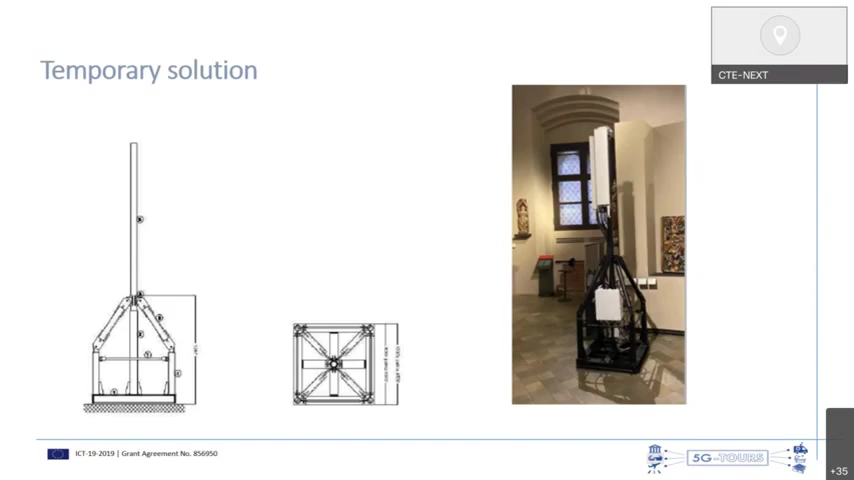 Temporary solution
CTE-NEXT
ICT-19-2019 | Grant Agreement No. 856950
5G-TOURS
+35